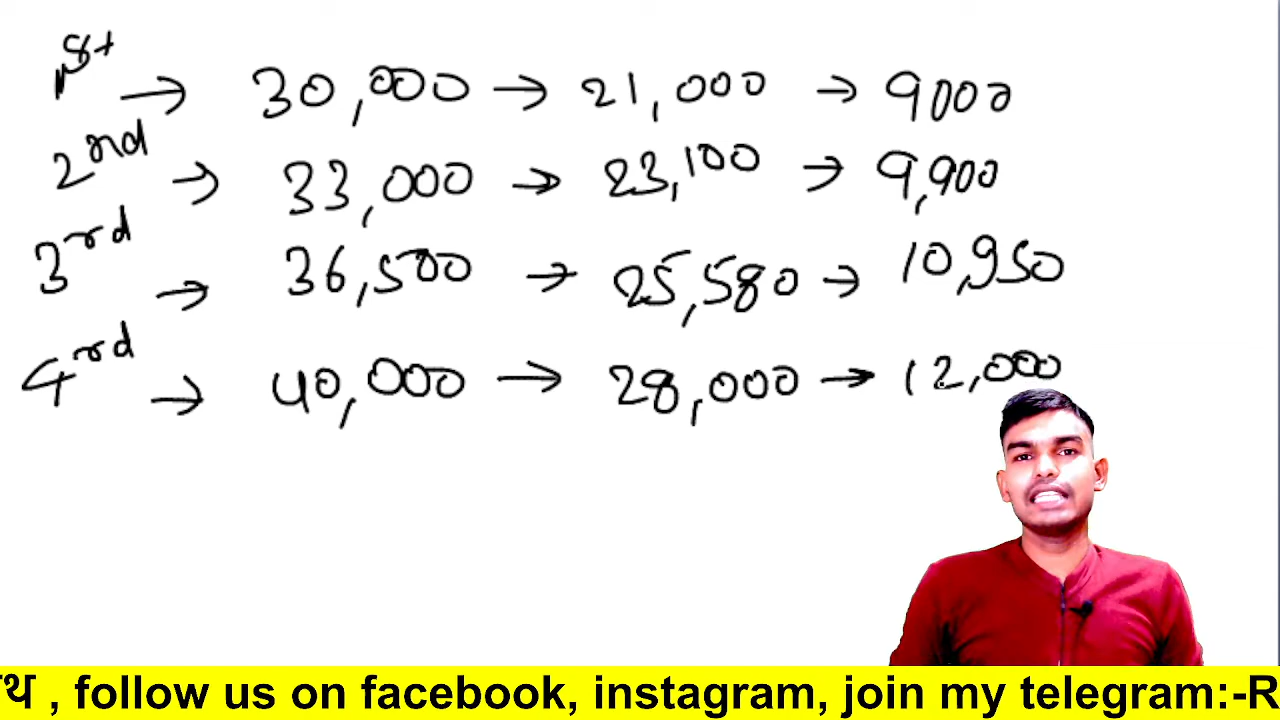 1st → 30,000 → 21,000 → 9000
2nd → 33,000 → 23,100 → 9,900
3rd → 36,500 → 25,580 → 10,950
4rd → 40,000 → 28,000 → 12,000
, follow us on facebook, instagram, join my telegram:-R